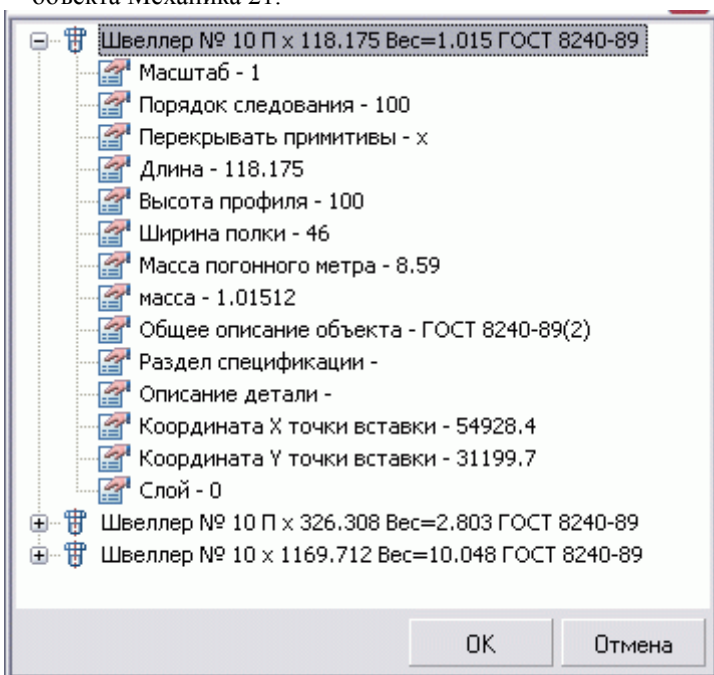 объекта Механика 21.
Швеллер № 10 П x 118.175 Вес=1.015 ГОСТ 8240-89
Масштаб - 1
Порядок следования - 100
Перекрывать примитивы - x
Длина - 118.175
Высота профиля - 100
Ширина полки - 46
Масса погонного метра - 8.59
масса - 1.01512
Общее описание объекта - ГОСТ 8240-89(2)
Раздел спецификации -
Описание детали -
Координата X точки вставки - 54928.4
Координата Y точки вставки - 31199.7
Слой - 0
Швеллер № 10 П x 326.308 Вес=2.803 ГОСТ 8240-89
Швеллер № 10 x 1169.712 Вес=10.048 ГОСТ 8240-89
OK Отмена